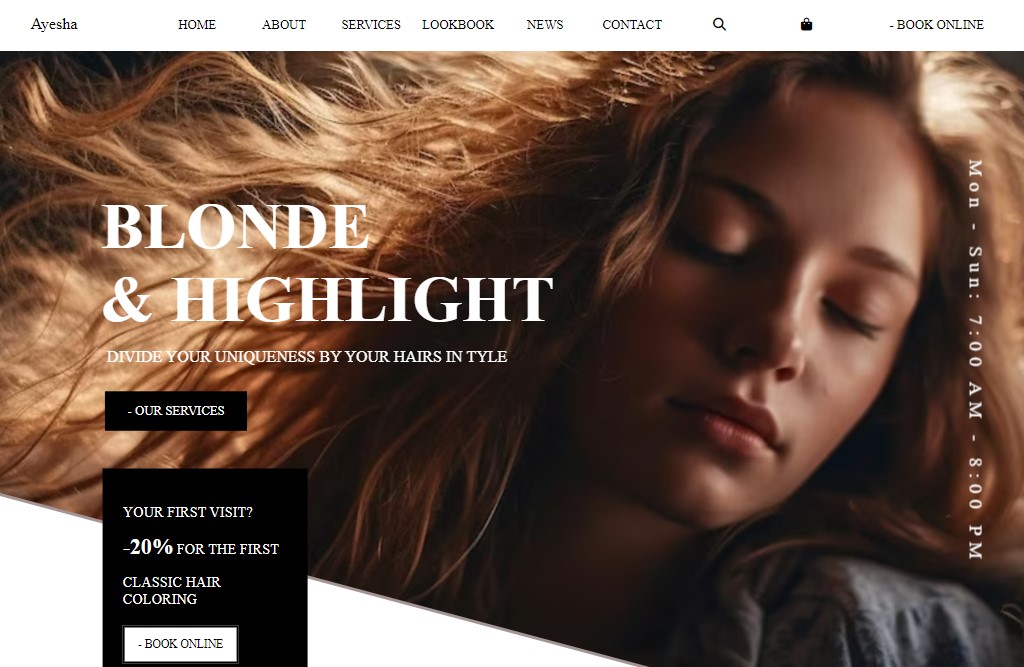 Ayesha
HOME
ABOUT
SERVICES
LOOKBOOK
NEWS
CONTACT
- BOOK ONLINE
BLONDE
& HIGHLIGHT
DIVIDE YOUR UNIQUENESS BY YOUR HAIRS IN TYLE
- OUR SERVICES
Mon - Sun: 7:00 AM - 8:00 PM
YOUR FIRST VISIT?
-20% FOR THE FIRST
CLASSIC HAIR
COLORING
- BOOK ONLINE